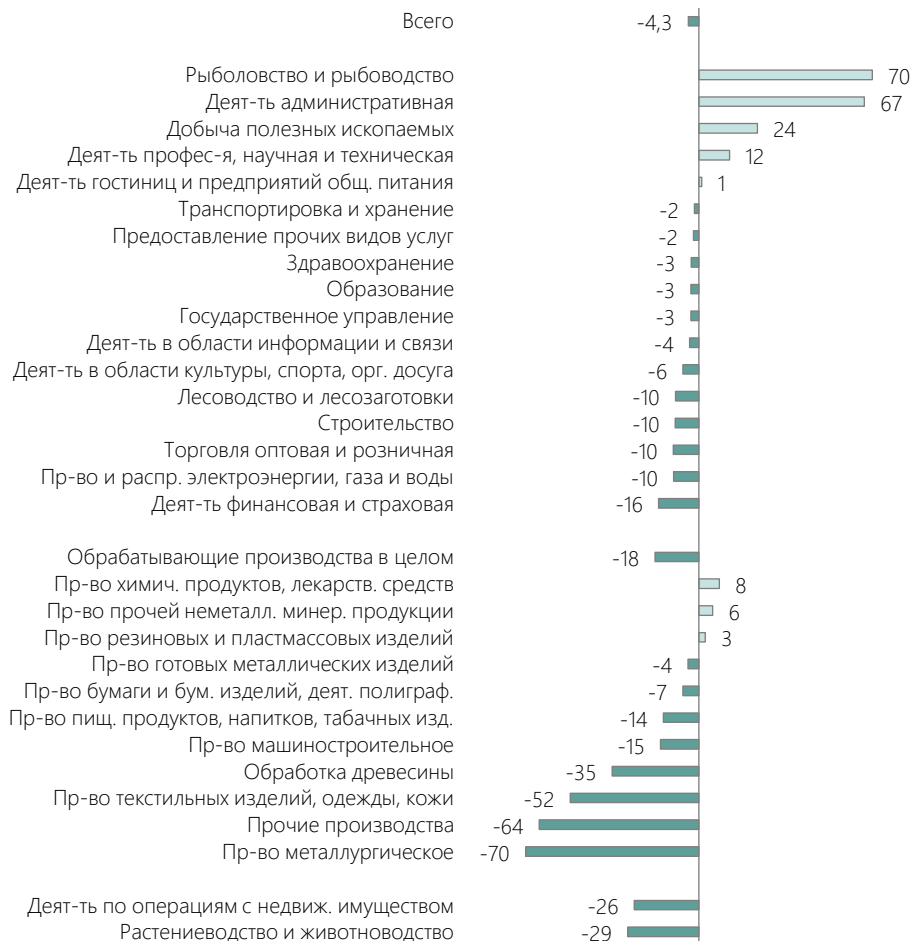 Всего -4,3
Рыболовство и рыбоводство 70
Деят-ть административная 67
Добыча полезных ископаемых 24
Деят-ть профес-я, научная и техническая 12
Деят-ть гостиниц и предприятий общ. питания 1
Транспортировка и хранение -2
Предоставление прочих видов услуг -2
Здравоохранение -3
Образование -3
Государственное управление -3
Деят-ть в области информации и связи -4
Деят-ть в области культуры, спорта, орг. досуга -6
Лесоводство и лесозаготовки -10
Строительство -10
Торговля оптовая и розничная -10
Пр-во и распр. электроэнергии, газа и воды -10
Деят-ть финансовая и страховая -16
Обрабатывающие производства в целом -18
Пр-во химич. продуктов, лекарств. средств 8
Пр-во прочей неметалл. минер. продукции 6
Пр-во резиновых и пластмассовых изделий 3
Пр-во готовых металлических изделий -4
Пр-во бумаги и бум. изделий, деят. полиграф. -7
Пр-во пищ. продуктов, напитков, табачных изд. -14
Пр-во машиностроительное -15
Обработка древесины -35
Пр-во текстильных изделий, одежды, кожи -52
Прочие производства -64
Пр-во металлургическое -70
Деят-ть по операциям с недвиж. имуществом -26
Растениеводство и животноводство -29